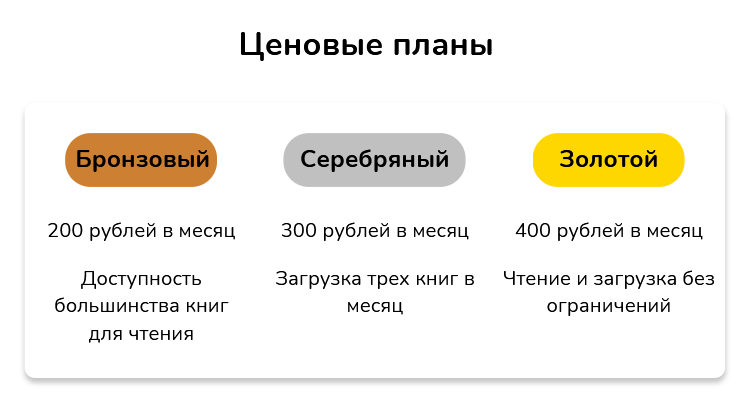 Ценовые планы
Бронзовый
200 рублей в месяц
Доступность
большинства книг
для чтения
Серебряный
300 рублей в месяц
Загрузка трех книг в
месяц
Золотой
400 рублей в месяц
Чтение и загрузка без
ограничений